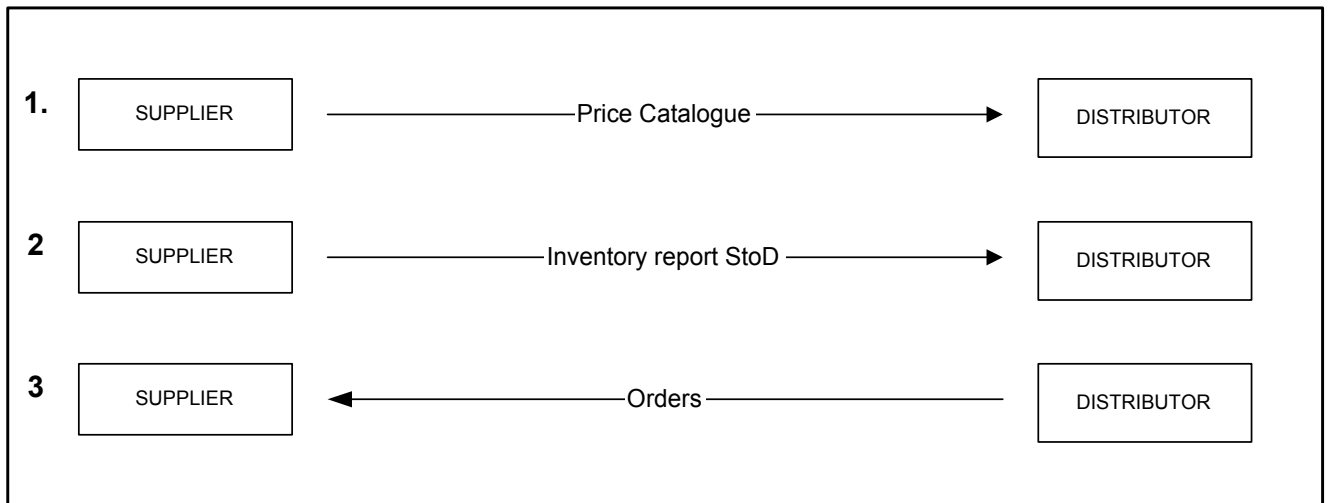 1. SUPPLIER Price Catalogue DISTRIBUTOR
2 SUPPLIER Inventory report StoD DISTRIBUTOR
3 SUPPLIER Orders DISTRIBUTOR